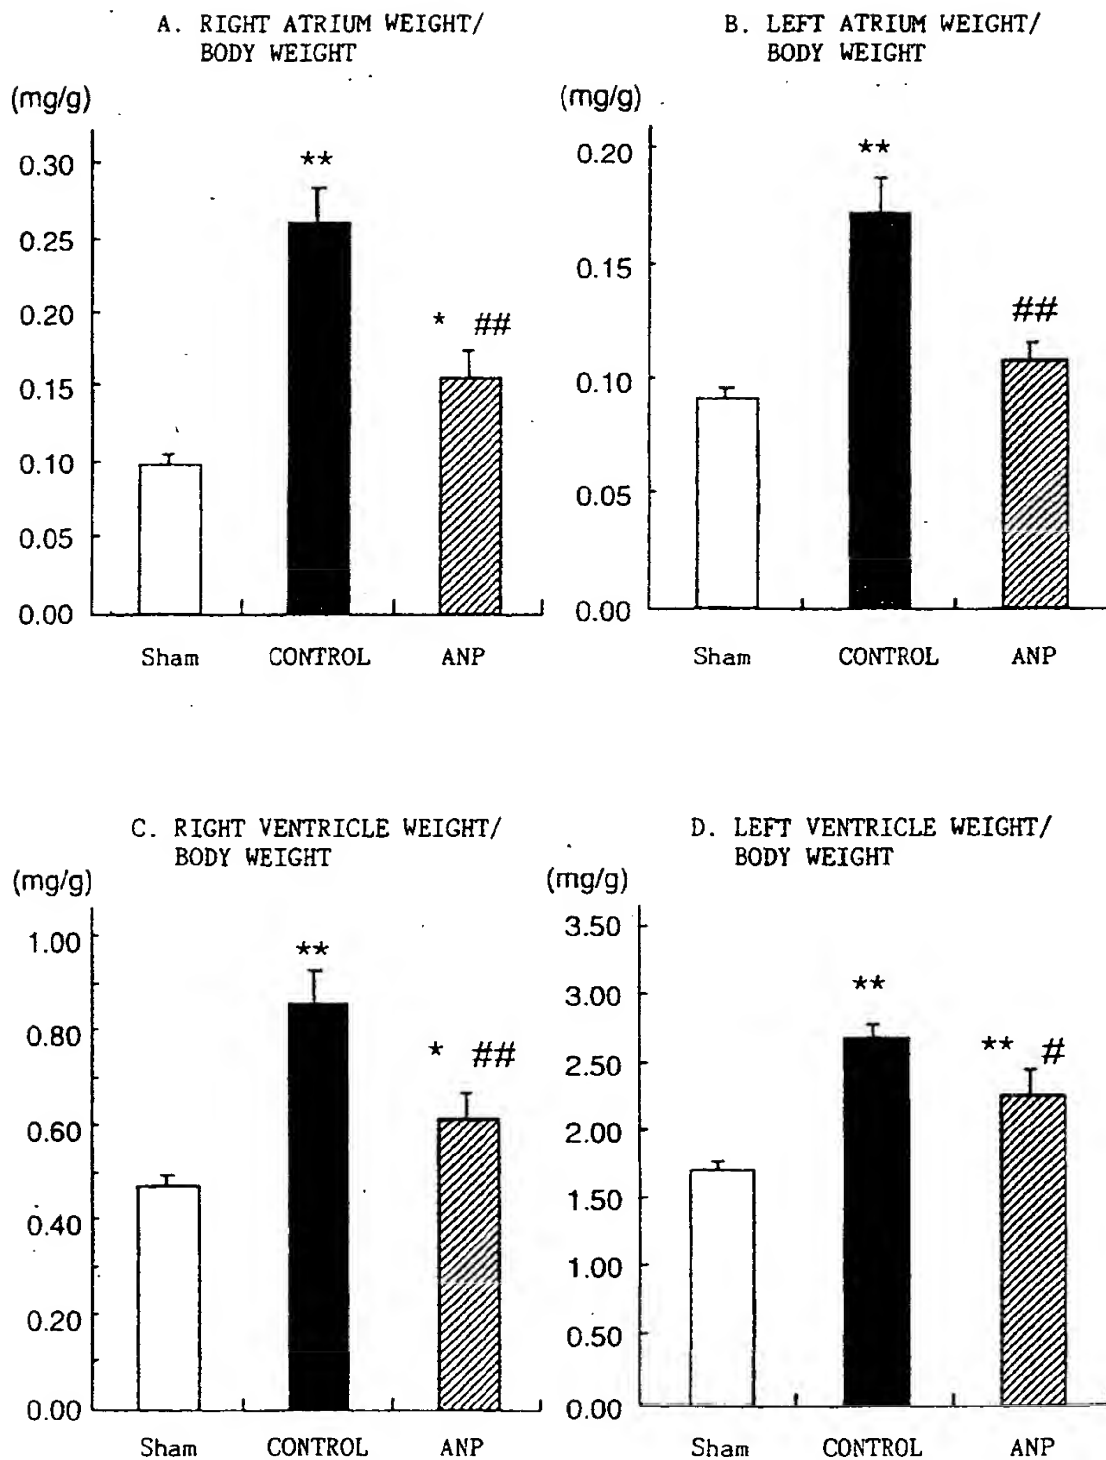 A. RIGHT ATRIUM WEIGHT/
BODY WEIGHT
(mg/g)
0.30
0.25
0.20
0.15
0.10
0.05
0.00
**
* ##
Sham CONTROL ANP
B. LEFT ATRIUM WEIGHT/
BODY WEIGHT
(mg/g)
0.20
0.15
0.10
0.05
0.00
**
##
Sham CONTROL ANP
C. RIGHT VENTRICLE WEIGHT/
BODY WEIGHT
(mg/g)
1.00
0.80
0.60
0.40
0.20
0.00
**
* ##
Sham CONTROL ANP
D. LEFT VENTRICLE WEIGHT/
BODY WEIGHT
(mg/g)
3.50
3.00
2.50
2.00
1.50
1.00
0.50
0.00
**
** #
Sham CONTROL ANP